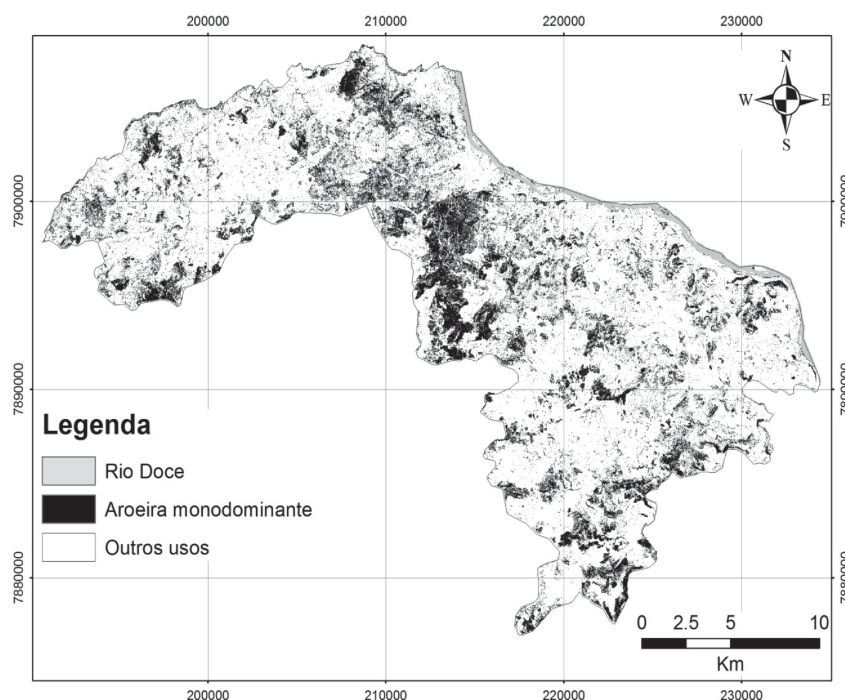 200000 210000 220000 230000
N
W E
S
7900000 7900000
7890000 7890000
Legenda
Rio Doce
Aroeira monodominante
Outros usos
7880000 7880000
0 2.5 5 10
Km
200000 210000 220000 230000